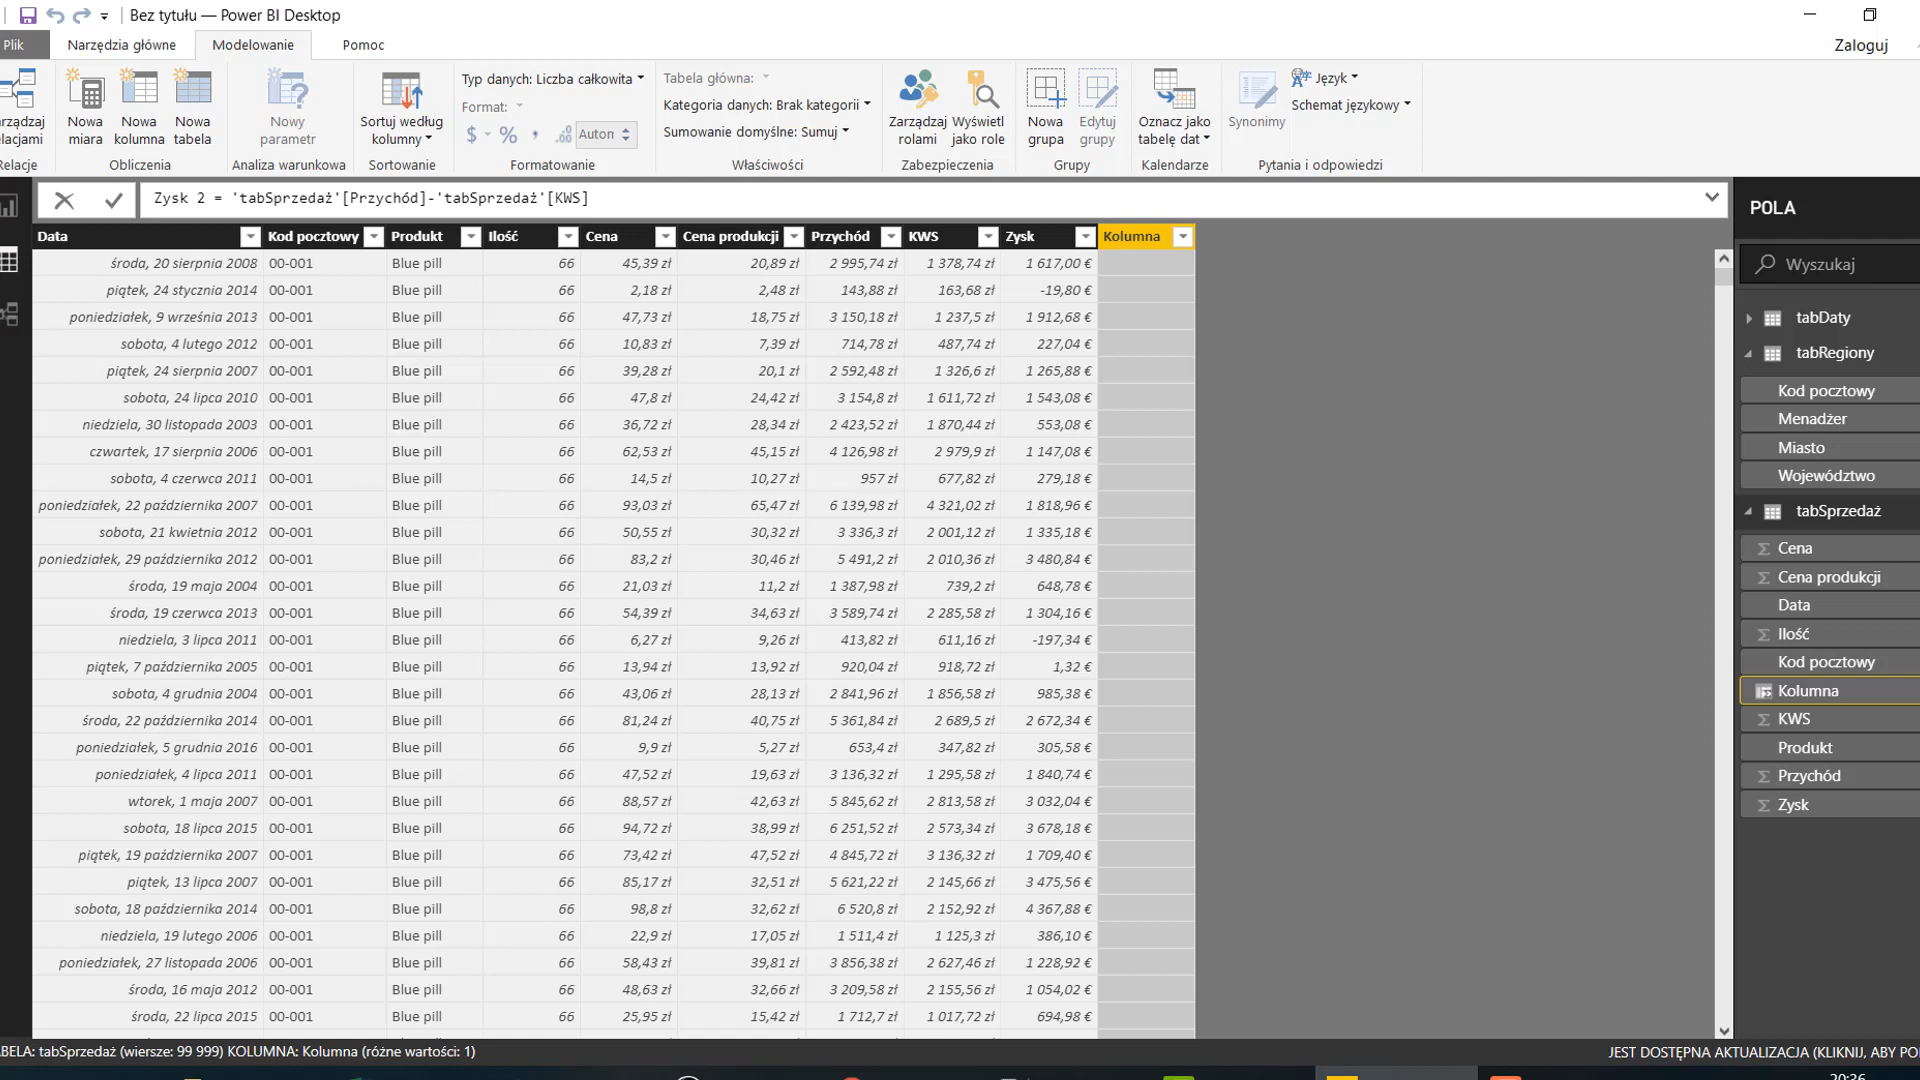 Bez tytułu — Power BI Desktop
Plik Narzędzia główne Modelowanie Pomoc Zaloguj
Nowa miara
Nowa kolumna
Nowa tabela
Obliczenia
Nowy parametr
Analiza warunkowa
Sortuj według kolumny
Sortowanie
Typ danych: Liczba całkowita
Format:
$ % , .00 Auton
Formatowanie
Tabela główna:
Kategoria danych: Brak kategorii
Sumowanie domyślne: Sumuj
Właściwości
Zarządzaj rolami
Wyświetl jako role
Zabezpieczenia
Nowa grupa
Edytuj grupy
Grupy
Oznacz jako tabelę dat
Kalendarze
Synonimy
Język
Schemat językowy
Pytania i odpowiedzi
Zysk 2 = 'tabSprzedaż'[Przychód]-'tabSprzedaż'[KWS]
Data Kod pocztowy Produkt Ilość Cena Cena produkcji Przychód KWS Zysk Kolumna
środa, 20 sierpnia 2008 00-001 Blue pill 66 45,39 zł 20,89 zł 2 995,74 zł 1 378,74 zł 1 617,00 €
piątek, 24 stycznia 2014 00-001 Blue pill 66 2,18 zł 2,48 zł 143,88 zł 163,68 zł -19,80 €
poniedziałek, 9 września 2013 00-001 Blue pill 66 47,73 zł 18,75 zł 3 150,18 zł 1 237,5 zł 1 912,68 €
sobota, 4 lutego 2012 00-001 Blue pill 66 10,83 zł 7,39 zł 714,78 zł 487,74 zł 227,04 €
piątek, 24 sierpnia 2007 00-001 Blue pill 66 39,28 zł 20,1 zł 2 592,48 zł 1 326,6 zł 1 265,88 €
sobota, 24 lipca 2010 00-001 Blue pill 66 47,8 zł 24,42 zł 3 154,8 zł 1 611,72 zł 1 543,08 €
niedziela, 30 listopada 2003 00-001 Blue pill 66 36,72 zł 28,34 zł 2 423,52 zł 1 870,44 zł 553,08 €
czwartek, 17 sierpnia 2006 00-001 Blue pill 66 62,53 zł 45,15 zł 4 126,98 zł 2 979,9 zł 1 147,08 €
sobota, 4 czerwca 2011 00-001 Blue pill 66 14,5 zł 10,27 zł 957 zł 677,82 zł 279,18 €
poniedziałek, 22 października 2007 00-001 Blue pill 66 93,03 zł 65,47 zł 6 139,98 zł 4 321,02 zł 1 818,96 €
sobota, 21 kwietnia 2012 00-001 Blue pill 66 50,55 zł 30,32 zł 3 336,3 zł 2 001,12 zł 1 335,18 €
poniedziałek, 29 października 2012 00-001 Blue pill 66 83,2 zł 30,46 zł 5 491,2 zł 2 010,36 zł 3 480,84 €
środa, 19 maja 2004 00-001 Blue pill 66 21,03 zł 11,2 zł 1 387,98 zł 739,2 zł 648,78 €
środa, 19 czerwca 2013 00-001 Blue pill 66 54,39 zł 34,63 zł 3 589,74 zł 2 285,58 zł 1 304,16 €
niedziela, 3 lipca 2011 00-001 Blue pill 66 6,27 zł 9,26 zł 413,82 zł 611,16 zł -197,34 €
piątek, 7 października 2005 00-001 Blue pill 66 13,94 zł 13,92 zł 920,04 zł 918,72 zł 1,32 €
sobota, 4 grudnia 2004 00-001 Blue pill 66 43,06 zł 28,13 zł 2 841,96 zł 1 856,58 zł 985,38 €
środa, 22 października 2014 00-001 Blue pill 66 81,24 zł 40,75 zł 5 361,84 zł 2 689,5 zł 2 672,34 €
poniedziałek, 5 grudnia 2016 00-001 Blue pill 66 9,9 zł 5,27 zł 653,4 zł 347,82 zł 305,58 €
poniedziałek, 4 lipca 2011 00-001 Blue pill 66 47,52 zł 19,63 zł 3 136,32 zł 1 295,58 zł 1 840,74 €
wtorek, 1 maja 2007 00-001 Blue pill 66 88,57 zł 42,63 zł 5 845,62 zł 2 813,58 zł 3 032,04 €
sobota, 18 lipca 2015 00-001 Blue pill 66 94,72 zł 38,99 zł 6 251,52 zł 2 573,34 zł 3 678,18 €
piątek, 19 października 2007 00-001 Blue pill 66 73,42 zł 47,52 zł 4 845,72 zł 3 136,32 zł 1 709,40 €
piątek, 13 lipca 2007 00-001 Blue pill 66 85,17 zł 32,51 zł 5 621,22 zł 2 145,66 zł 3 475,56 €
sobota, 18 października 2014 00-001 Blue pill 66 98,8 zł 32,62 zł 6 520,8 zł 2 152,92 zł 4 367,88 €
niedziela, 19 lutego 2006 00-001 Blue pill 66 22,9 zł 17,05 zł 1 511,4 zł 1 125,3 zł 386,10 €
poniedziałek, 27 listopada 2006 00-001 Blue pill 66 58,43 zł 39,81 zł 3 856,38 zł 2 627,46 zł 1 228,92 €
środa, 16 maja 2012 00-001 Blue pill 66 48,63 zł 32,66 zł 3 209,58 zł 2 155,56 zł 1 054,02 €
środa, 22 lipca 2015 00-001 Blue pill 66 25,95 zł 15,42 zł 1 712,7 zł 1 017,72 zł 694,98 €
POLA
Wyszukaj
tabDaty
tabRegiony
Kod pocztowy
Menadżer
Miasto
Województwo
tabSprzedaż
Cena
Cena produkcji
Data
Ilość
Kod pocztowy
Kolumna
KWS
Produkt
Przychód
Zysk
ABELA: tabSprzedaż (wiersze: 99 999) KOLUMNA: Kolumna (różne wartości: 1)
JEST DOSTĘPNA AKTUALIZACJA (KLIKNIJ, ABY PO